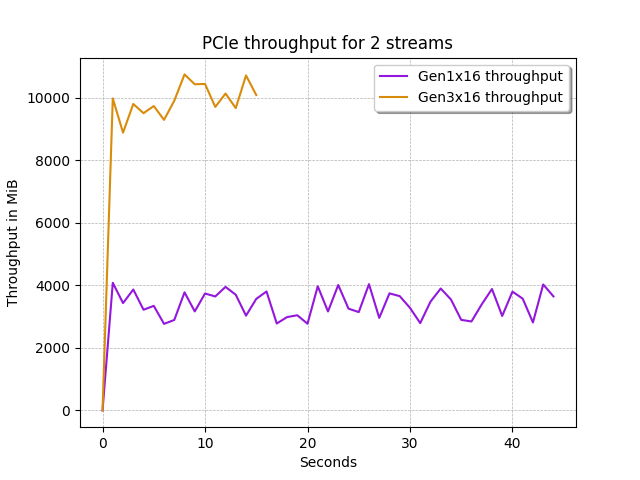 PCIe throughput for 2 streams
Gen1x16 throughput
Gen3x16 throughput
Throughput in MiB
10000
8000
6000
4000
2000
0
0 10 20 30 40
Seconds